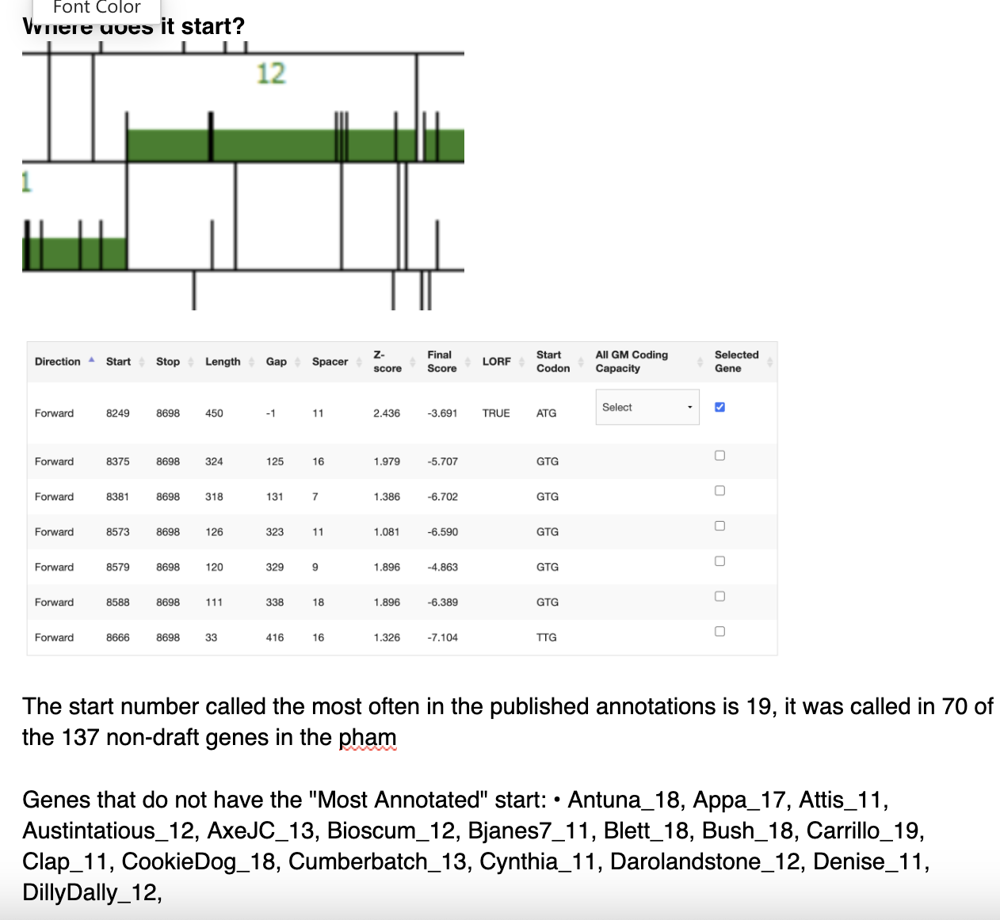 Font Color
Where does it start?
12
1
Direction Start Stop Length Gap Spacer Z-score Final Score LORF Start Codon All GM Coding Capacity Selected Gene
Forward 8249 8698 450 -1 11 2.436 -3.691 TRUE ATG Select
Forward 8375 8698 324 125 16 1.979 -5.707 GTG
Forward 8381 8698 318 131 7 1.386 -6.702 GTG
Forward 8573 8698 126 323 11 1.081 -6.590 GTG
Forward 8579 8698 120 329 9 1.896 -4.863 GTG
Forward 8588 8698 111 338 18 1.896 -6.389 GTG
Forward 8666 8698 33 416 16 1.326 -7.104 TTG
The start number called the most often in the published annotations is 19, it was called in 70 of
the 137 non-draft genes in the pham
Genes that do not have the "Most Annotated" start: • Antuna_18, Appa_17, Attis_11,
Austintatious_12, AxeJC_13, Bioscum_12, Bjanes7_11, Blett_18, Bush_18, Carrillo_19,
Clap_11, CookieDog_18, Cumberbatch_13, Cynthia_11, Darolandstone_12, Denise_11,
DillyDally_12,